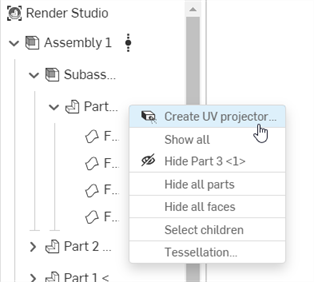 Render Studio
Assembly 1
Subass...
Part...
Create UV projector...
Show all
F...
Hide Part 3 <1>
F...
Hide all parts
F...
Hide all faces
F...
Select children
Part 2 ...
Tessellation...
Part 1 <